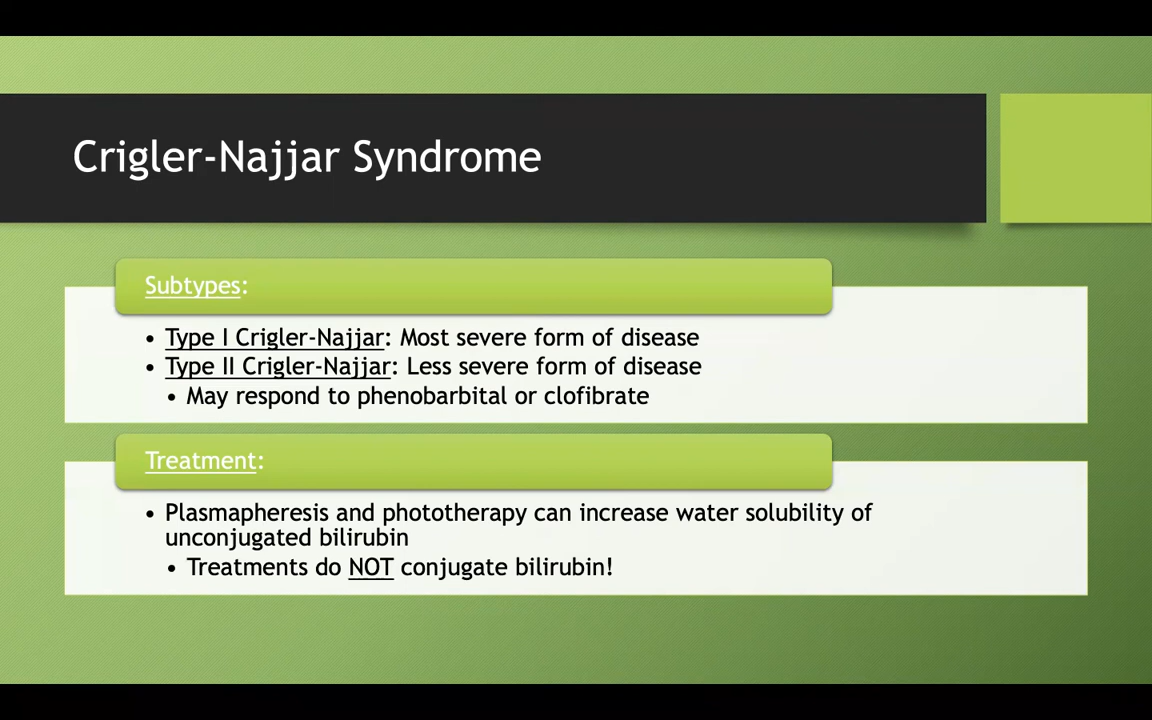 Crigler-Najjar Syndrome
Subtypes:
• Type I Crigler-Najjar: Most severe form of disease
• Type II Crigler-Najjar: Less severe form of disease
• May respond to phenobarbital or clofibrate
Treatment:
• Plasmapheresis and phototherapy can increase water solubility of
unconjugated bilirubin
• Treatments do NOT conjugate bilirubin!